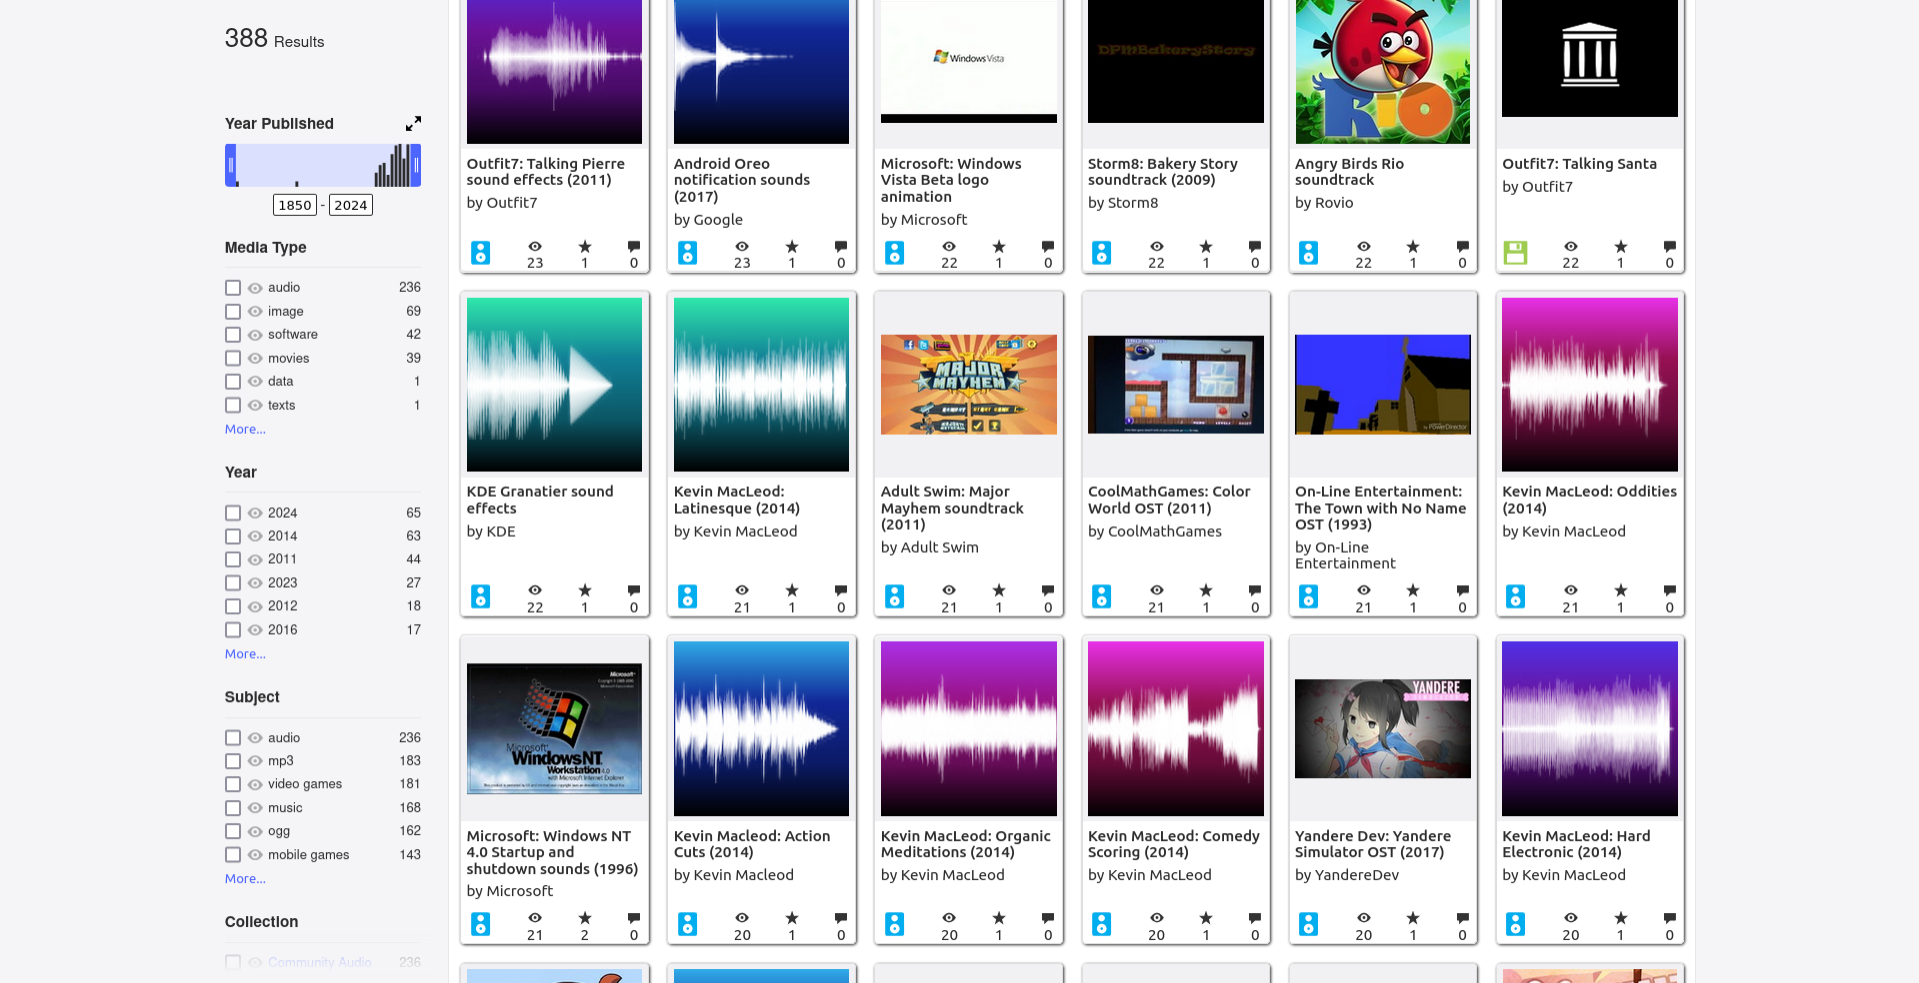 388 Results
Year Published
1850 - 2024
Media Type
audio 236
image 69
software 42
movies 39
data 1
texts 1
More...
Year
2024 65
2014 63
2011 44
2023 27
2012 18
2016 17
More...
Subject
audio 236
mp3 183
video games 181
music 168
ogg 162
mobile games 143
More...
Collection
Community Audio 236
Outfit7: Talking Pierre
sound effects (2011)
by Outfit7
23 1 0
Android Oreo
notification sounds
(2017)
by Google
23 1 0
Windows Vista
Microsoft: Windows
Vista Beta logo
animation
by Microsoft
22 1 0
DPMBakeryStory
Storm8: Bakery Story
soundtrack (2009)
by Storm8
22 1 0
RIO
Angry Birds Rio
soundtrack
by Rovio
22 1 0
Outfit7: Talking Santa
by Outfit7
22 1 0
KDE Granatier sound
effects
by KDE
22 1 0
Kevin MacLeod:
Latinesque (2014)
by Kevin MacLeod
21 1 0
MAJOR
MAYHEM
Adult Swim: Major
Mayhem soundtrack
(2011)
by Adult Swim
21 1 0
CoolMathGames: Color
World OST (2011)
by CoolMathGames
21 1 0
by PowerDirector
On-Line Entertainment:
The Town with No Name
OST (1993)
by On-Line
Entertainment
21 1 0
Kevin MacLeod: Oddities
(2014)
by Kevin MacLeod
21 1 0
Microsoft
Microsoft
Windows NT
Workstation 4.0
with Microsoft Internet Explorer
Microsoft: Windows NT
4.0 Startup and
shutdown sounds (1996)
by Microsoft
21 2 0
Kevin Macleod: Action
Cuts (2014)
by Kevin Macleod
20 1 0
Kevin MacLeod: Organic
Meditations (2014)
by Kevin MacLeod
20 1 0
Kevin MacLeod: Comedy
Scoring (2014)
by Kevin MacLeod
20 1 0
YANDERE
Yandere Dev: Yandere
Simulator OST (2017)
by YandereDev
20 1 0
Kevin MacLeod: Hard
Electronic (2014)
by Kevin MacLeod
20 1 0